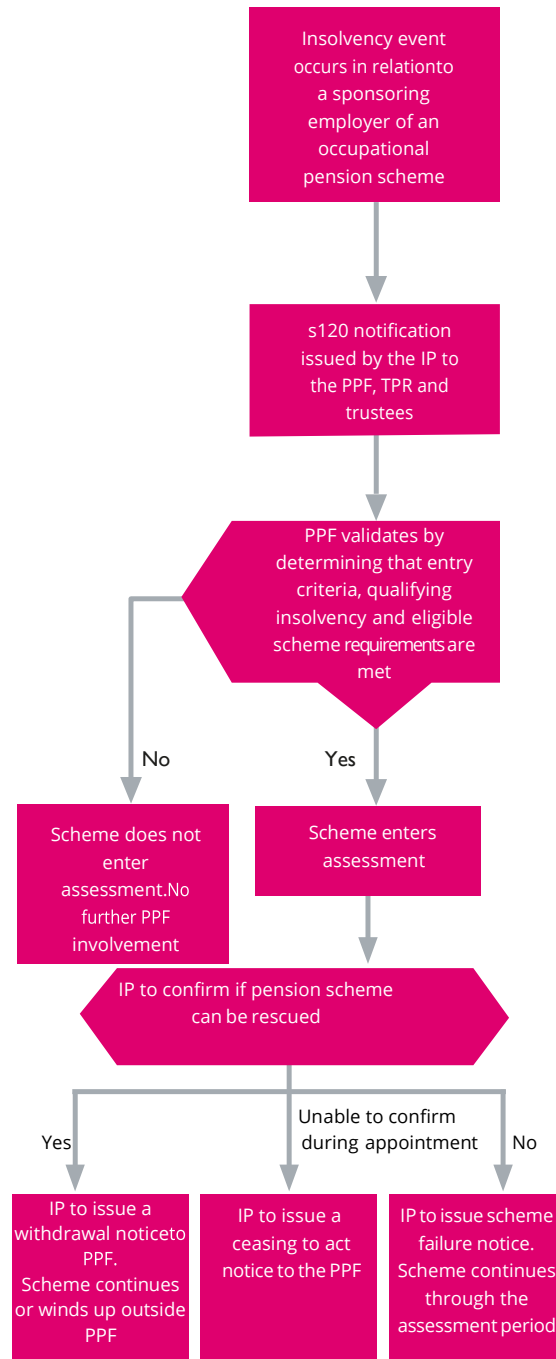 Insolvency event
occurs in relationto
a sponsoring
employer of an
occupational
pension scheme
s120 notification
issued by the IP to
the PPF, TPR and
trustees
PPF validates by
determining that entry
criteria, qualifying
insolvency and eligible
scheme requirements are
met
No
Yes
Scheme does not
enter
assessment.No
further PPF
involvement
Scheme enters
assessment
IP to confirm if pension scheme
can be rescued
Yes
Unable to confirm
during appointment
No
IP to issue a
withdrawal noticeto
PPF.
Scheme continues
or winds up outside
PPF
IP to issue a
ceasing to act
notice to the PPF
IP to issue scheme
failure notice.
Scheme continues
through the
assessment period